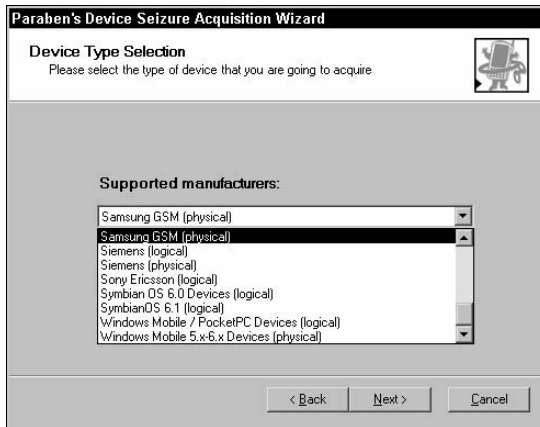 Paraben's Device Seizure Acquisition Wizard
Device Type Selection
Please select the type of device that you are going to acquire
Supported manufacturers:
Samsung GSM (physical)
Samsung GSM (physical)
Siemens (logical)
Siemens (physical)
Sony Ericsson (logical)
Symbian OS 6.0 Devices (logical)
SymbianOS 6.1 (logical)
Windows Mobile / PocketPC Devices (logical)
Windows Mobile 5.x-6.x Devices (physical)
< Back Next > Cancel